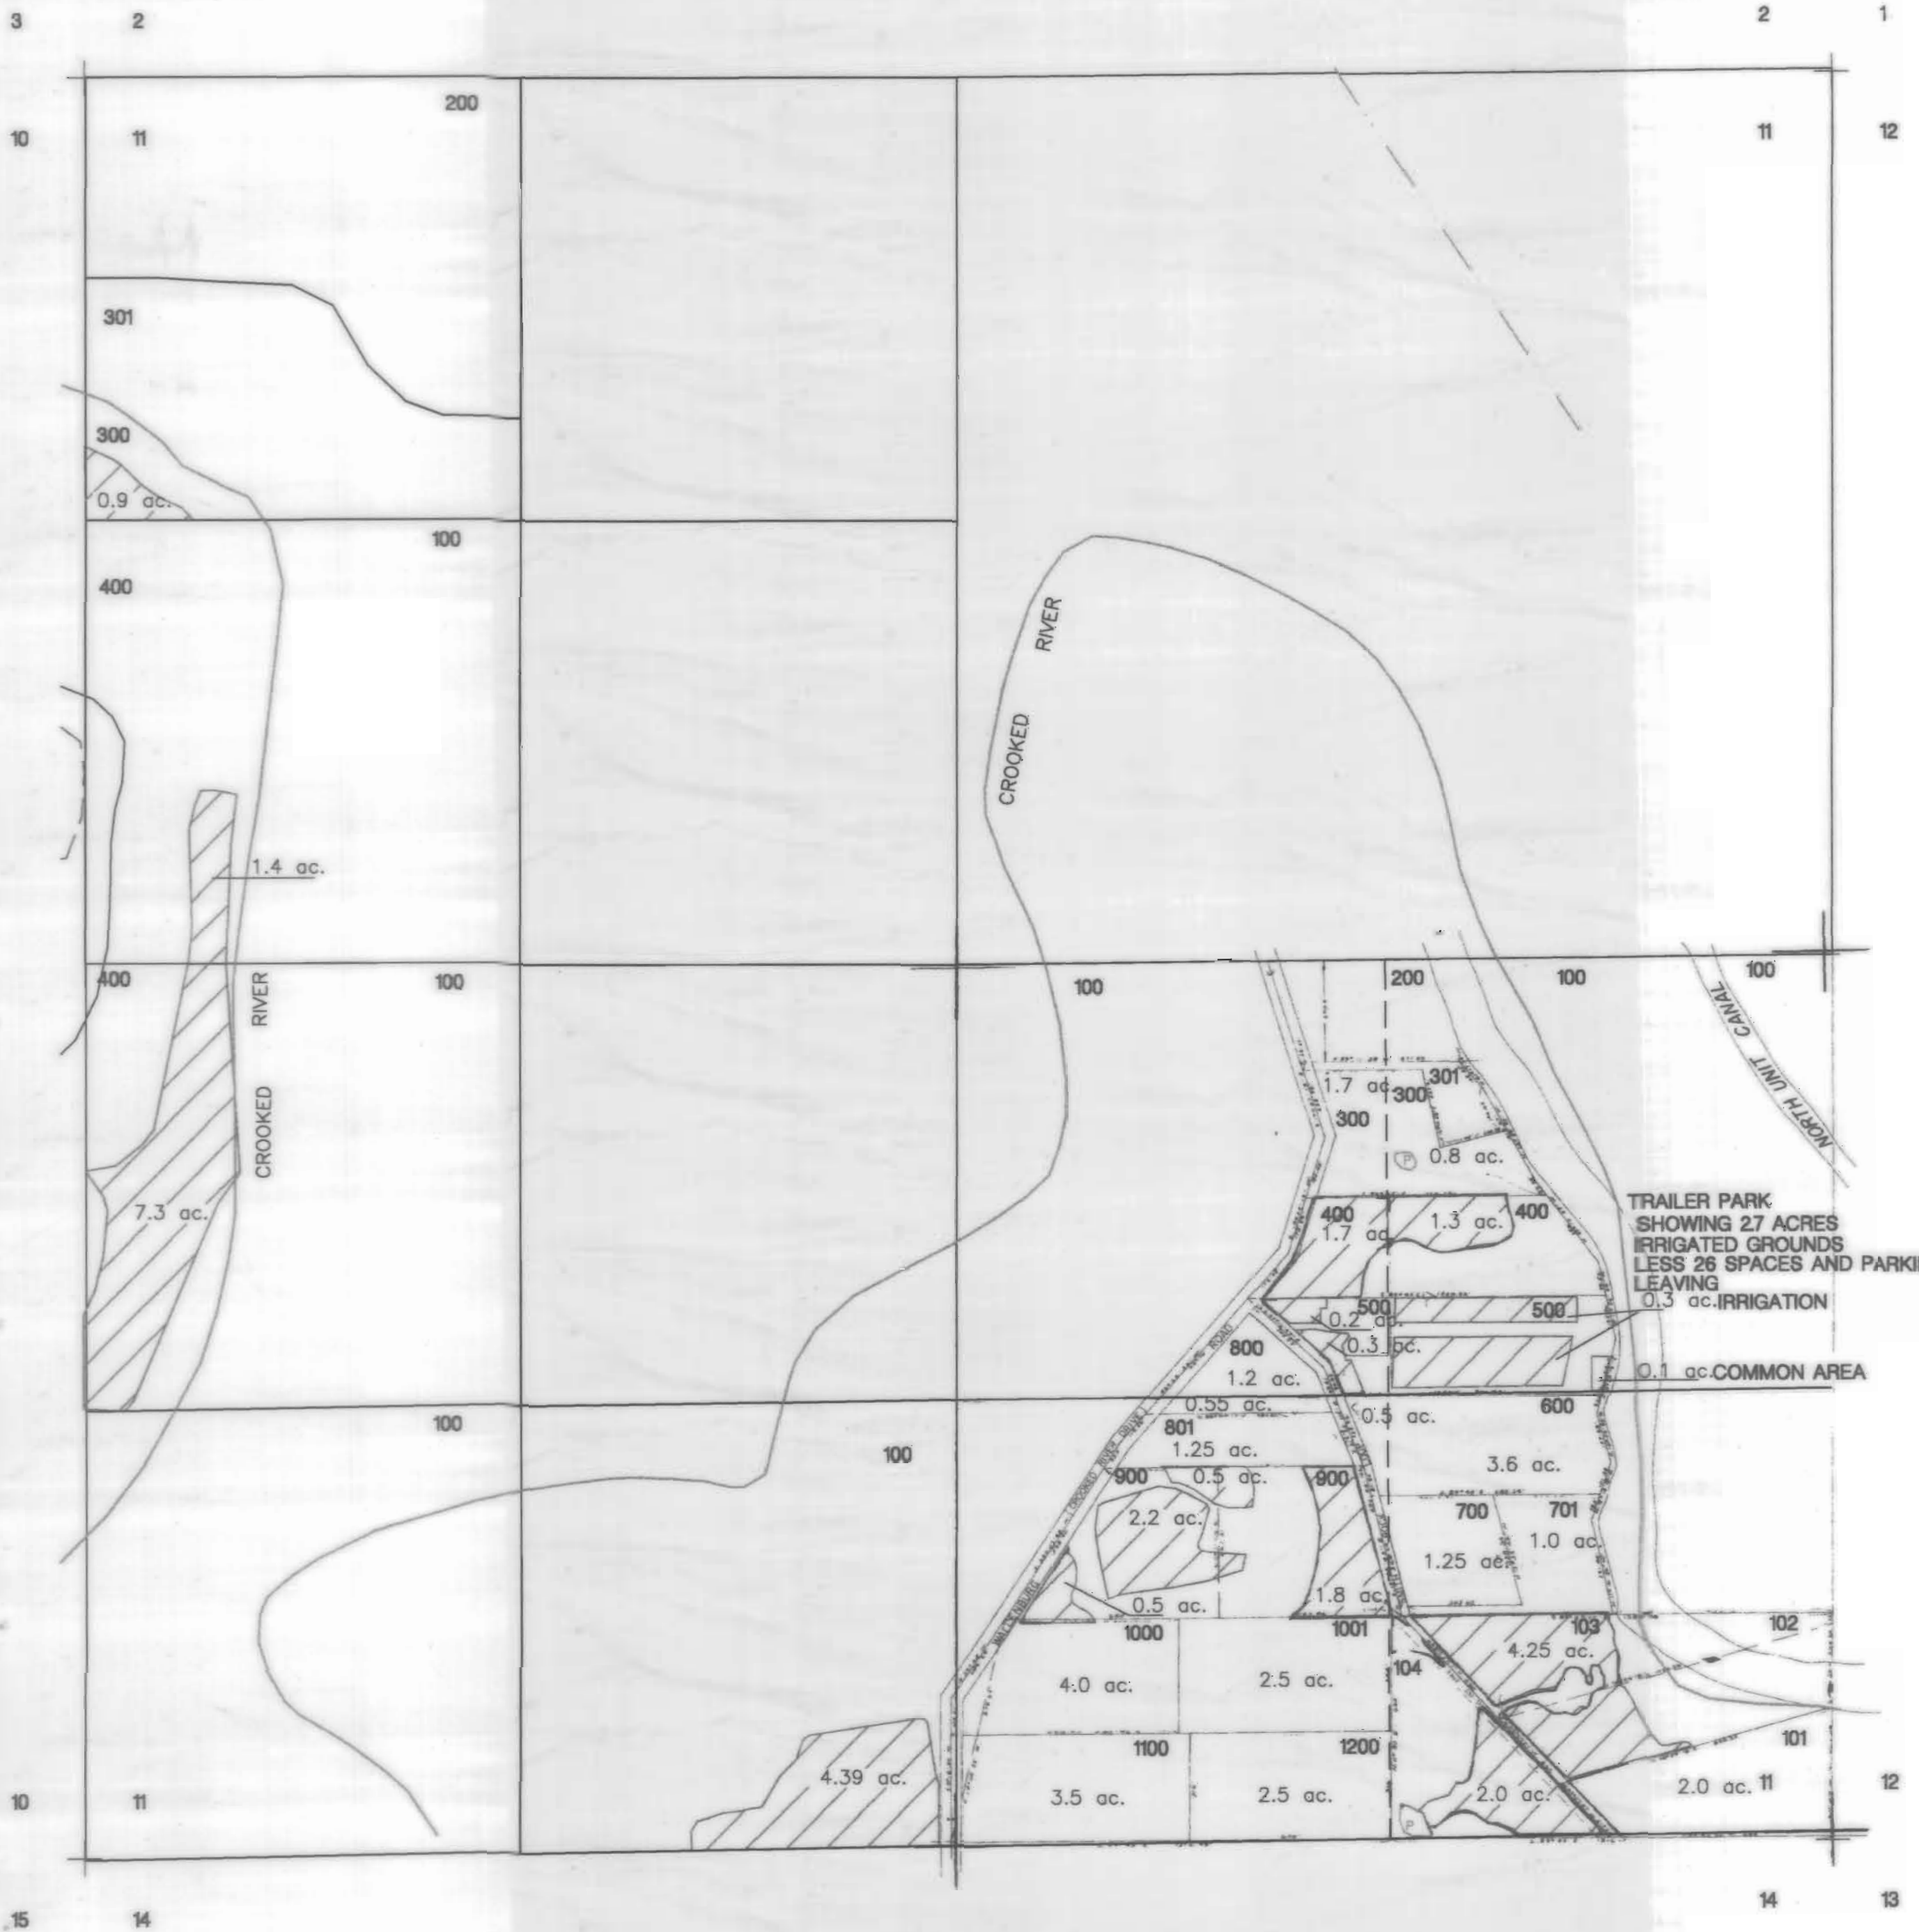 3 2 2 1
10 11 11 12
200
301
300
0.9 ac.
100
400
CROOKED RIVER
1.4 ac.
400 100
CROOKED RIVER
7.3 ac.
100 200 100 100
NORTH UNIT CANAL
1.7 ac.
300 301
300
P 0.8 ac.
400 1.3 ac. 400
1.7 ac.
TRAILER PARK
SHOWING 2.7 ACRES
IRRIGATED GROUNDS
LESS 26 SPACES AND PARKI
LEAVING
0.3 ac. IRRIGATION
500 500
0.2 ac.
0.3 ac.
800
1.2 ac.
0.1 ac. COMMON AREA
100
100
0.55 ac.
0.5 ac. 600
801
1.25 ac.
3.6 ac.
900 0.5 ac. 900
2.2 ac.
700 701
1.0 ac.
1.25 ac.
1.8 ac.
0.5 ac.
ROAD
(CROOKED RIVER DRIVE)
1000 1001
4.0 ac. 2.5 ac.
103 102
4.25 ac.
104
101
1100 1200
3.5 ac. 2.5 ac.
4.39 ac.
2.0 ac. 2.0 ac.
10 11 11 12
15 14 14 13